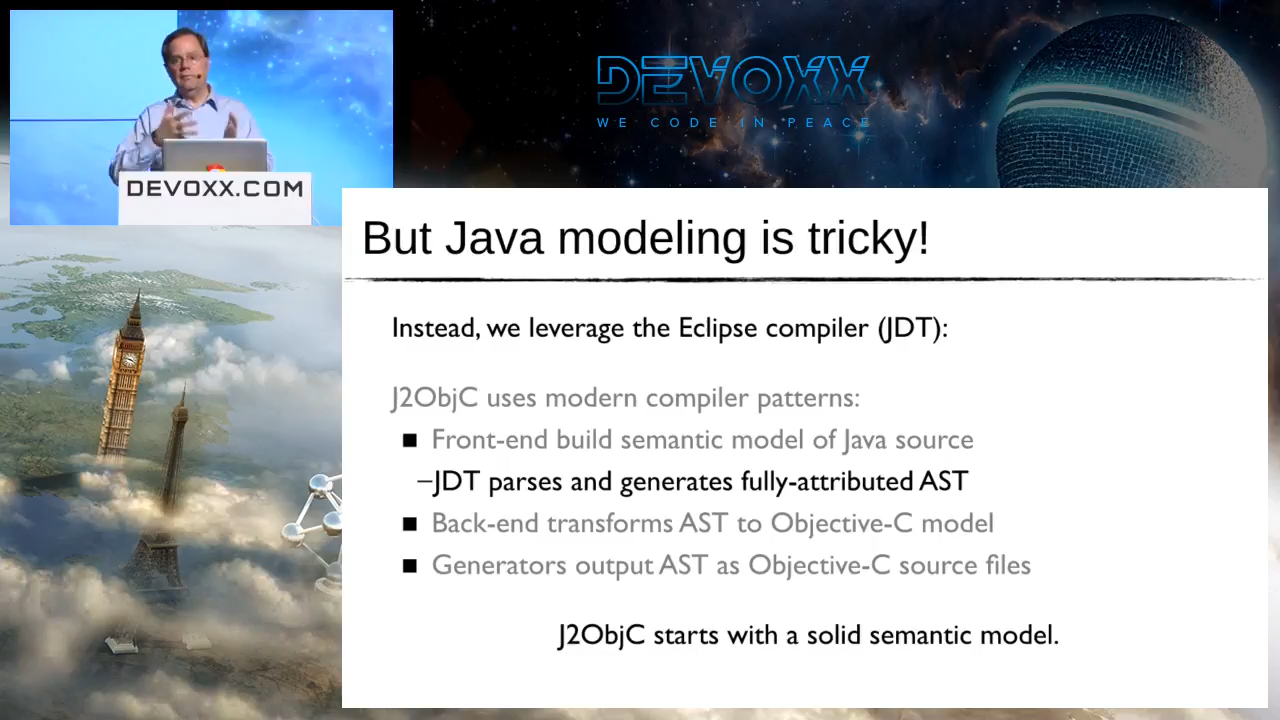 DEVOXX
WE CODE IN PEACE
DEVOXX.COM
But Java modeling is tricky!
Instead, we leverage the Eclipse compiler (JDT):
J2ObjC uses modern compiler patterns:
■ Front-end build semantic model of Java source
–JDT parses and generates fully-attributed AST
■ Back-end transforms AST to Objective-C model
■ Generators output AST as Objective-C source files
J2ObjC starts with a solid semantic model.